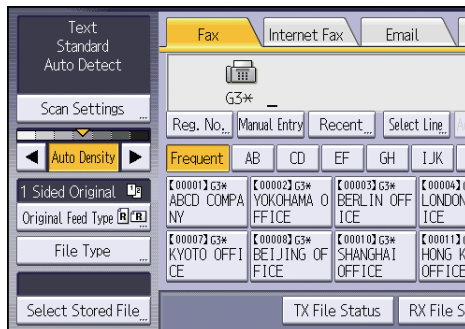 Text
Standard
Auto Detect
Scan Settings
Auto Density
1 Sided Original
Original Feed Type
File Type
Select Stored File
Fax
Internet Fax
Email
G3* _
Reg. No.
Manual Entry
Recent
Select Line
Frequent
AB
CD
EF
GH
IJK
【00001】G3*
ABCD COMPA
NY
【00002】G3*
YOKOHAMA O
FFICE
【00003】G3*
BERLIN OFF
ICE
【00004】
LONDON
ICE
【00007】G3*
KYOTO OFFI
CE
【00008】G3*
BEIJING OF
FICE
【00010】G3*
SHANGHAI
OFFICE
【00011】
HONG K
OFFICE
TX File Status
RX File S